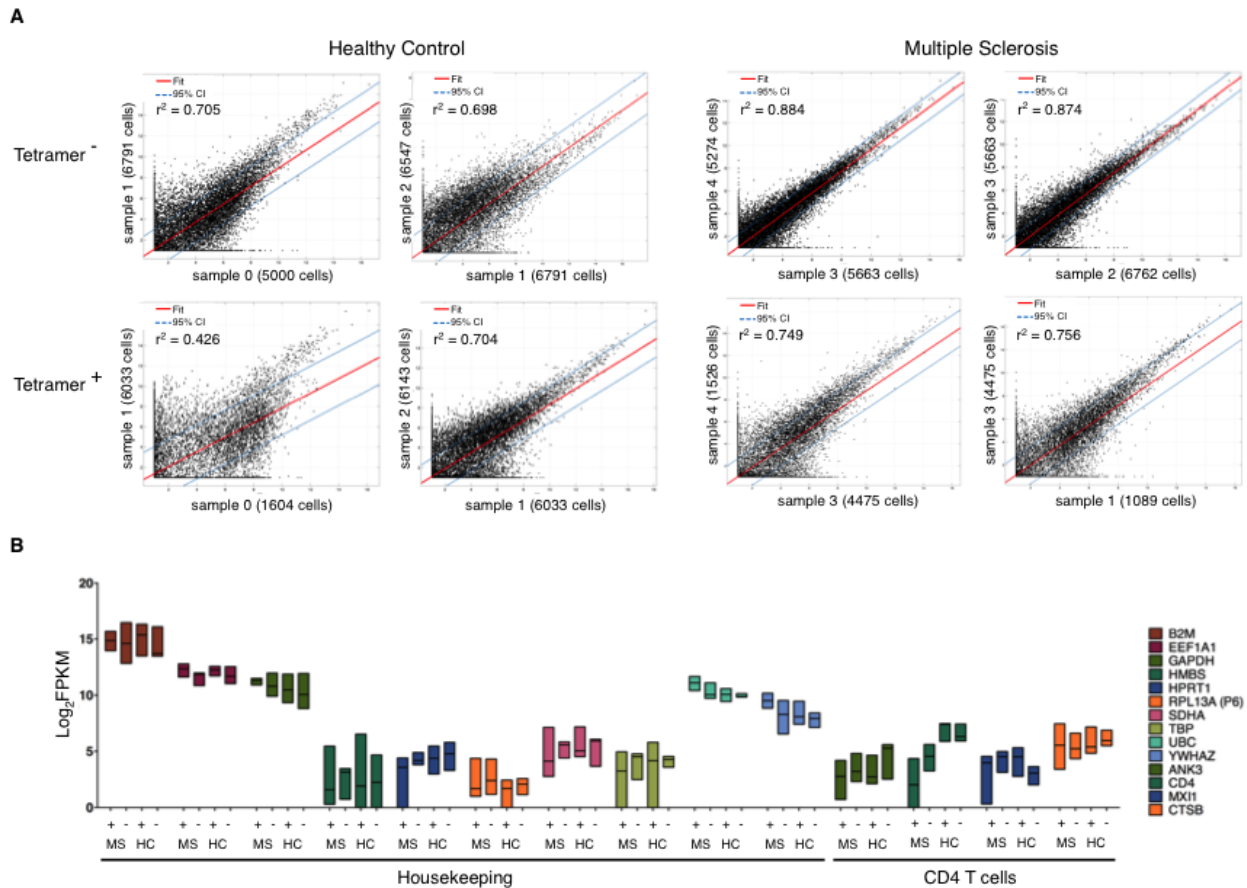 A
Healthy Control
Multiple Sclerosis
Tetramer -
Fit
95% CI
r² = 0.705
sample 1 (6791 cells)
sample 0 (5000 cells)
Fit
95% CI
r² = 0.698
sample 2 (6547 cells)
sample 1 (6791 cells)
Fit
95% CI
r² = 0.884
sample 4 (5274 cells)
sample 3 (5663 cells)
Fit
95% CI
r² = 0.874
sample 3 (5663 cells)
sample 2 (6762 cells)
Tetramer +
Fit
95% CI
r² = 0.426
sample 1 (6033 cells)
sample 0 (1604 cells)
Fit
95% CI
r² = 0.704
sample 2 (6143 cells)
sample 1 (6033 cells)
Fit
95% CI
r² = 0.749
sample 4 (1526 cells)
sample 3 (4475 cells)
Fit
95% CI
r² = 0.756
sample 3 (4475 cells)
sample 1 (1089 cells)
B
Log₂FPKM
20
15
10
5
0
B2M
EEF1A1
GAPDH
HMBS
HPRT1
RPL13A (P6)
SDHA
TBP
UBC
YWHAZ
ANK3
CD4
MXI1
CTSB
+ - + - + - + - + - + - + - + - + - + - + - + - + - + - + - + - + - + - + - + - + - + - + - + - + - + - + - + -
MS HC MS HC MS HC MS HC MS HC MS HC MS HC MS HC MS HC MS HC MS HC MS HC MS HC MS HC
Housekeeping
CD4 T cells